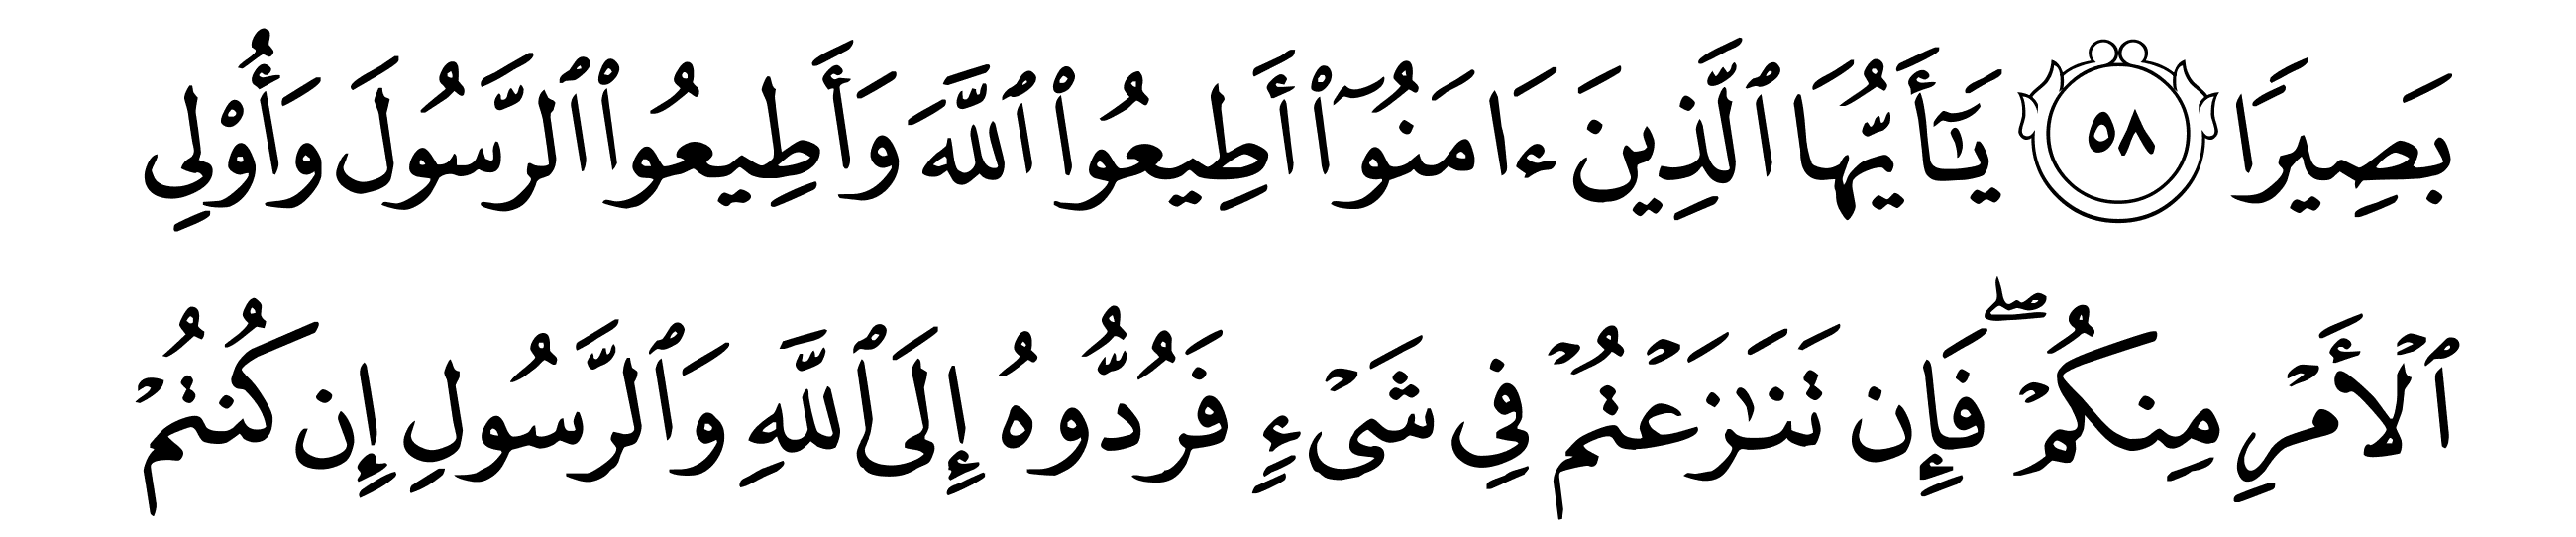 بَصِيرًا ٥٨ يَٰٓأَيُّهَا ٱلَّذِينَ ءَامَنُوٓا۟ أَطِيعُوا۟ ٱللَّهَ وَأَطِيعُوا۟ ٱلرَّسُولَ وَأُو۟لِى
ٱلْأَمْرِ مِنكُمْ ۖ فَإِن تَنَـٰزَعْتُمْ فِى شَىْءٍ فَرُدُّوهُ إِلَى ٱللَّهِ وَٱلرَّسُولِ إِن كُنتُمْ